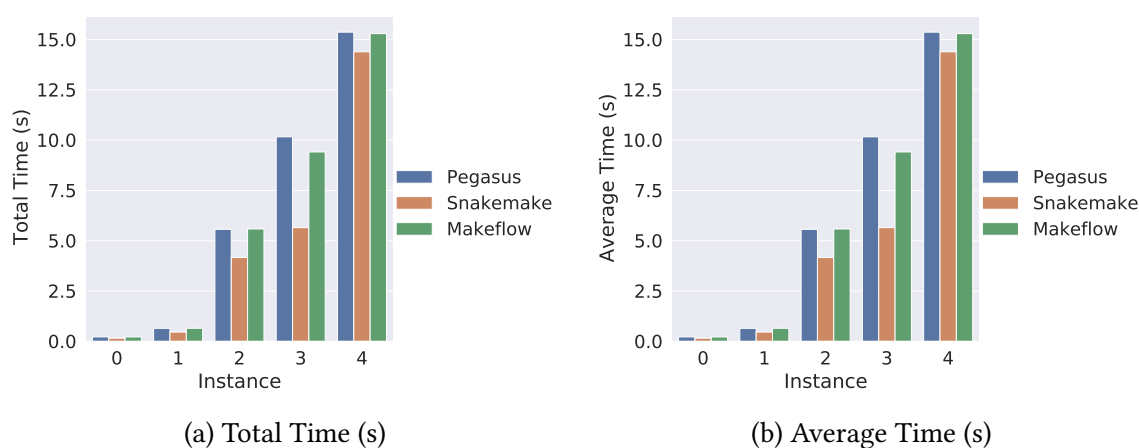 15.0
12.5
10.0
7.5
5.0
2.5
0.0
Total Time (s)
0 1 2 3 4
Instance
Pegasus
Snakemake
Makeflow
(a) Total Time (s)
15.0
12.5
10.0
7.5
5.0
2.5
0.0
Average Time (s)
0 1 2 3 4
Instance
Pegasus
Snakemake
Makeflow
(b) Average Time (s)